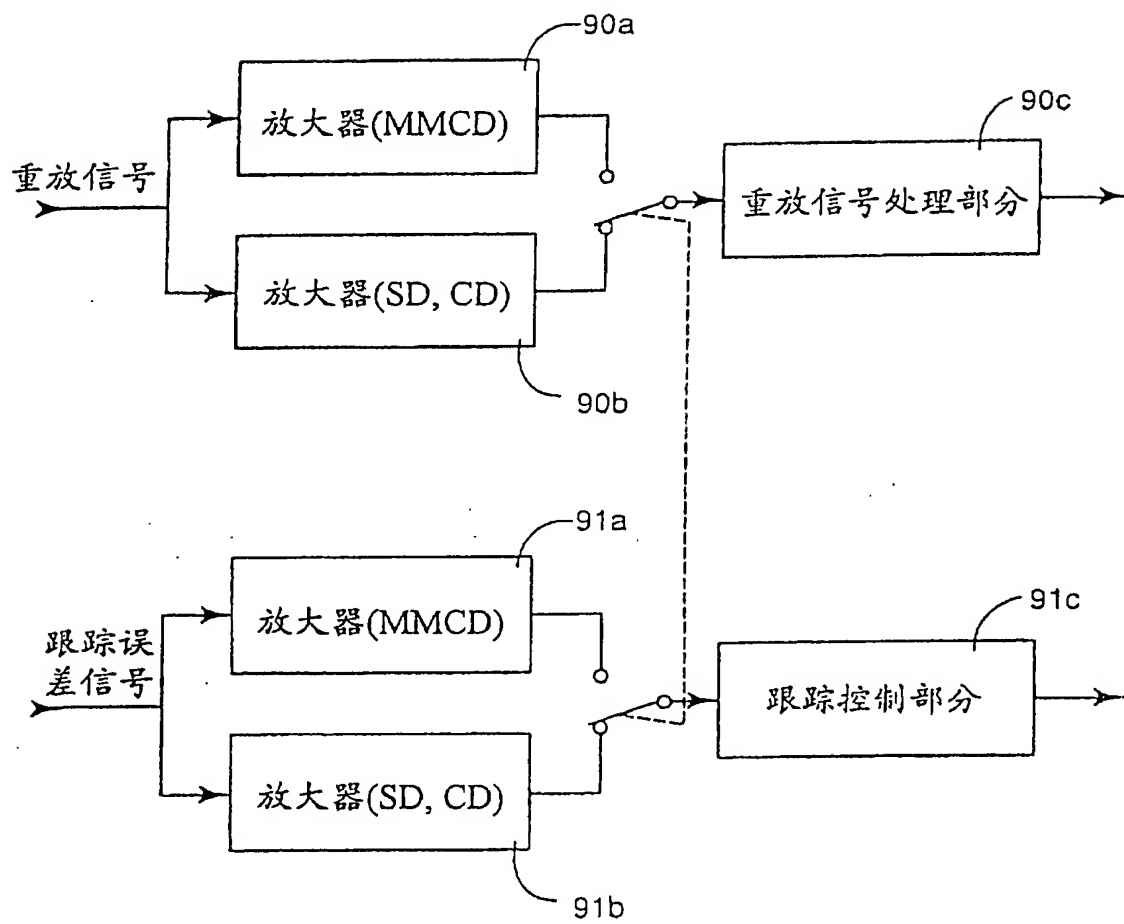 90a
放大器(MMCD)
90c
重放信号
重放信号处理部分
放大器(SD, CD)
90b
91a
放大器(MMCD)
91c
跟踪误
差信号
跟踪控制部分
放大器(SD, CD)
91b